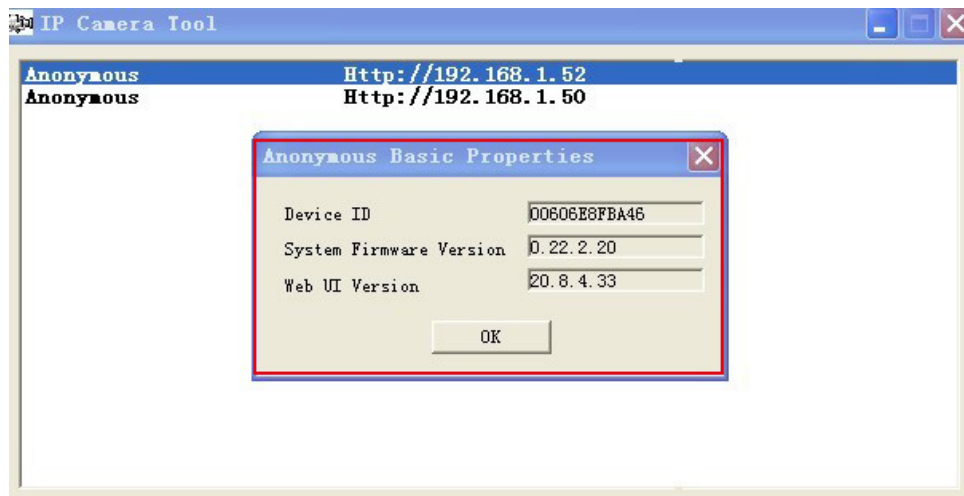 IP Camera Tool
Anonymous Http://192.168.1.52
Anonymous Http://192.168.1.50
Anonymous Basic Properties
Device ID 00606E8FBA46
System Firmware Version 0.22.2.20
Web UI Version 20.8.4.33
OK